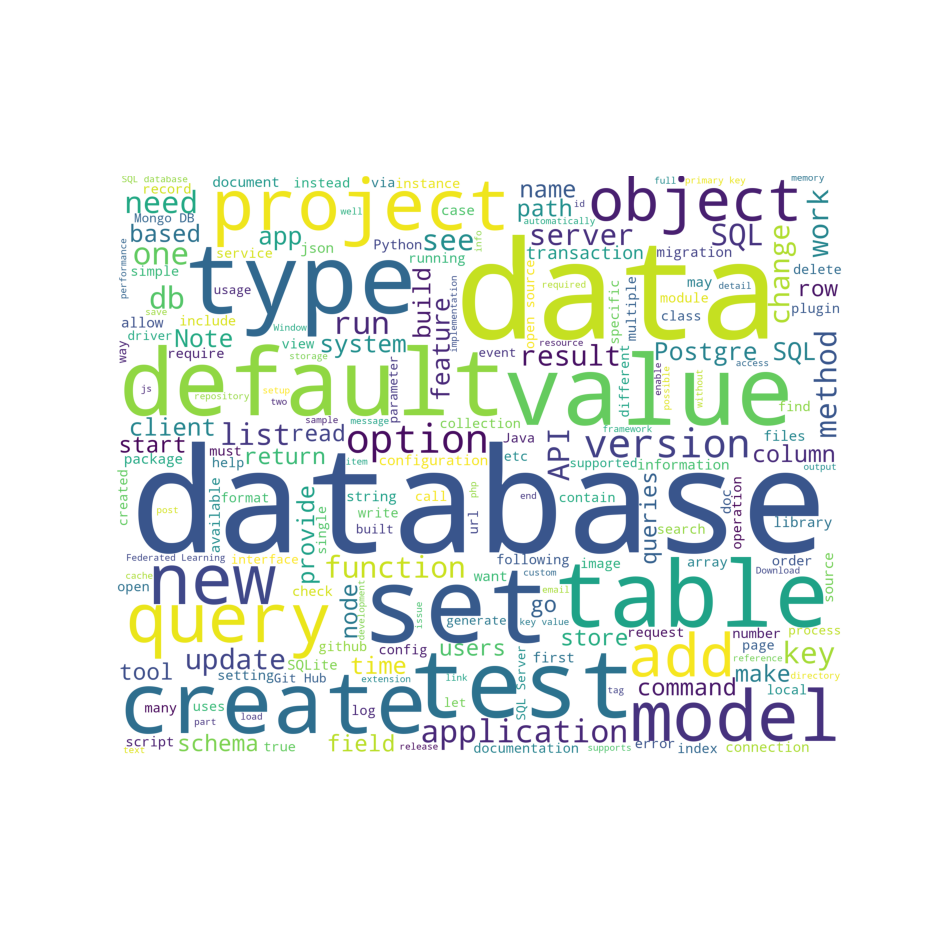 SQL database
record
document instead via instance
name
full primary key
memory
need
project
well
case
path id
object
work
Mongo DB
based
app
json
Python
see
info
automatically
server
SQL
change
one
service
running
transaction
migration
delete
simple
type
data
performance
usage
build
implementation
open source
required
specific
multiple
may detail
module
row
db
save
plugin
allow include
Window
run
feature
class
driver
Note
view
system
resource
way
require
storage
event
result
different
Postgre SQL
access
method
js
repository
setup
two
parameter
default
value
enable
possible
without
find
sample message
collection
framework
client
list read
option
Java
API
version
files
start
must
return
column
output
package
help
item
configuration
etc
supported information
created
available
format
string
call
php
end
contain
queries
doc
operation
search
library
post
single
write
built
url
database
Federated Learning
interface
provide
following
array order
cache
new
function
want
image
Download
source
open
check
custom
email
set
table
query
node
development
issue
generate
go
key value
store
request
number
process
github
config
users
first
page
tool
update
SQLite
time
add
reference
key
setting
Git Hub
extension
link
SQL Server
make
directory
many
uses
create
let
test
tag
command
local
part
load
log
application
model
script
schema
true
field
release
documentation
supports
error
index
connection
text